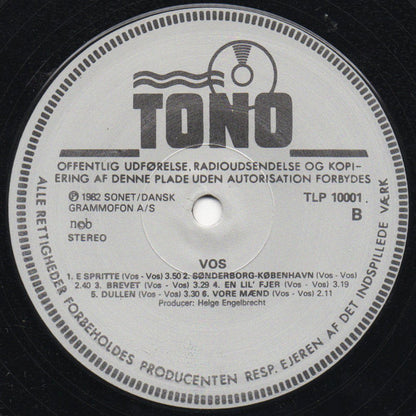 TONO
OFFENTLIG UDFØRELSE, RADIOUDSENDELSE OG KOPI-
ERING AF DENNE PLADE UDEN AUTORISATION FORBYDES
℗ 1982 SONET/DANSK
GRAMMOFON A/S
TLP 10001.
B
n©b
STEREO
VOS
1. E SPRITTE (Vos - Vos) 3.50 2. SØNDERBORG-KØBENHAVN (Vos - Vos)
2.40 3. BREVET (Vos - Vos) 3.29 4. EN LIL' FJER (Vos - Vos) 3.19
5. DULLEN (Vos - Vos) 3.30 6. VORE MÆND (Vos - Vos) 2.11
Producer: Helge Engelbrecht
ALLE RETTIGHEDER FORBEHOLDES PRODUCENTEN RESP. EJEREN AF DET INDSPILLEDE VÆRK